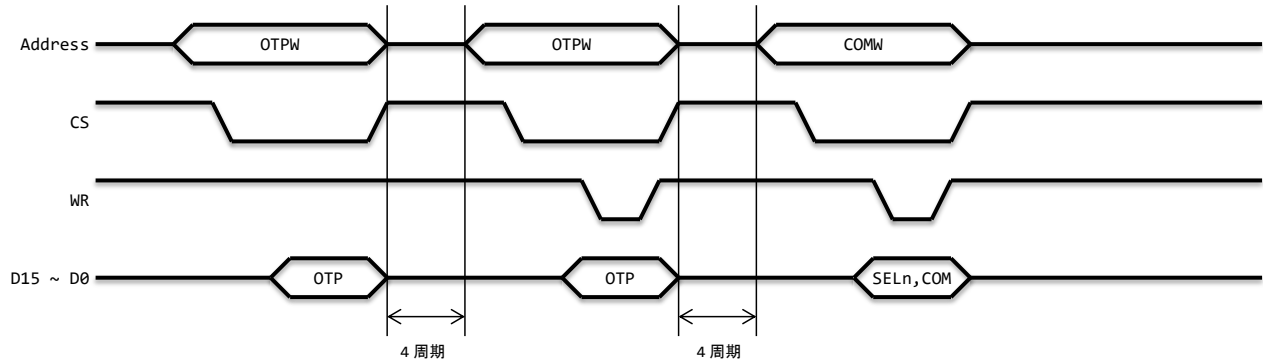 Address OTPW OTPW COMW
CS
WR
D15 ~ D0 OTP OTP SELn,COM
4 周期 4 周期